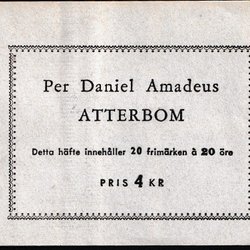 Per Daniel Amadeus
ATTERBOM
Detta häfte innehåller 20 frimärken à 20 öre
PRIS 4 KR